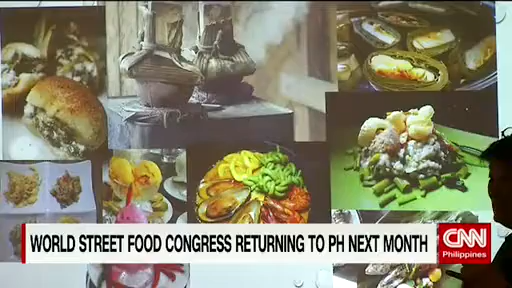 WORLD STREET FOOD CONGRESS RETURNING TO PH NEXT MONTH
CNN
Philippines